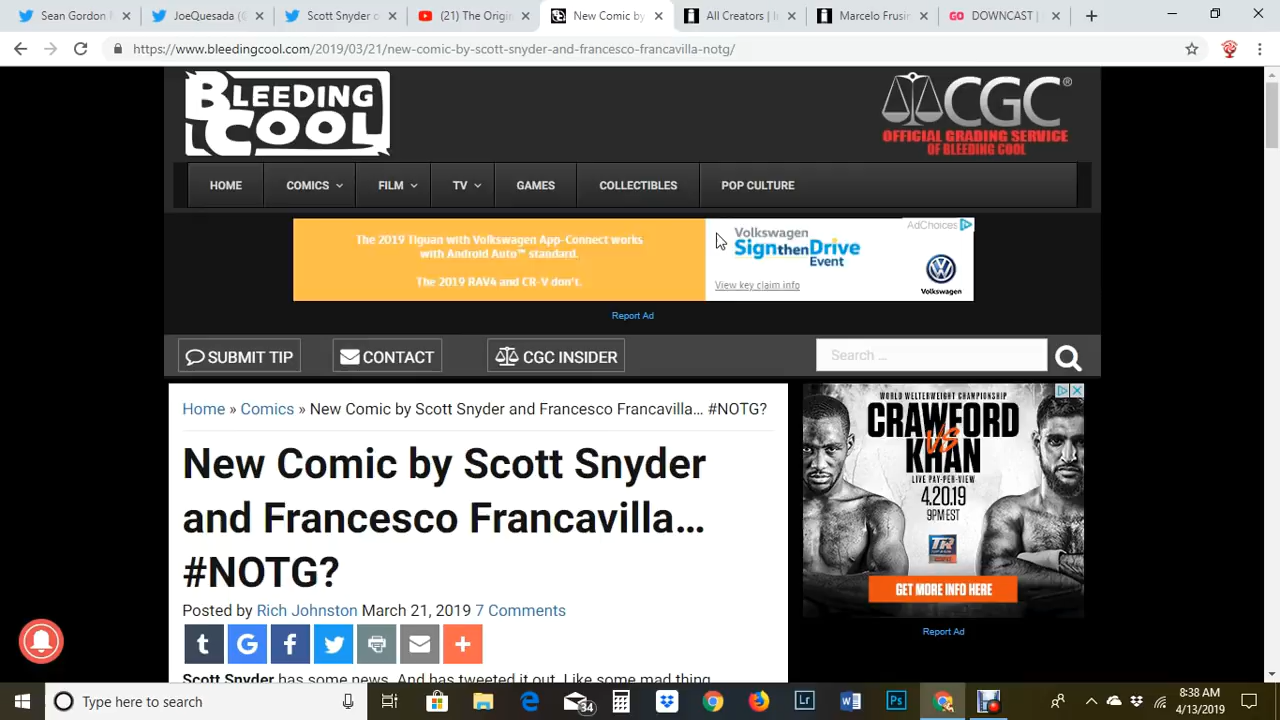 Sean Gordon
JoeQuesada (
Scott Snyder o
(21) The Origin
New Comic by
All Creators | I
Marcelo Frusin
GO DOWNCAST |
https://www.bleedingcool.com/2019/03/21/new-comic-by-scott-snyder-and-francesco-francavilla-notg/
BLEEDING
COOL
CGC®
OFFICIAL GRADING SERVICE
OF BLEEDING COOL
HOME
COMICS
FILM
TV
GAMES
COLLECTIBLES
POP CULTURE
The 2019 Tiguan with Volkswagen App-Connect works
with Android Auto™ standard.
The 2019 RAV4 and CR-V don't.
AdChoices
Volkswagen
SignthenDrive
Event
View key claim info
Volkswagen
Report Ad
SUBMIT TIP
CONTACT
CGC INSIDER
Search …
Home » Comics » New Comic by Scott Snyder and Francesco Francavilla… #NOTG?
New Comic by Scott Snyder
and Francesco Francavilla…
#NOTG?
Posted by Rich Johnston March 21, 2019 7 Comments
Scott Snyder has some news. And has tweeted it out. Like some mad thing
WORLD WELTERWEIGHT CHAMPIONSHIP
CRAWFORD
VS
KHAN
LIVE PAY-PER-VIEW
4.20.19
9PM EST
TR
GET MORE INFO HERE
Report Ad
Type here to search
34
Lr
Ps
8:38 AM
4/13/2019